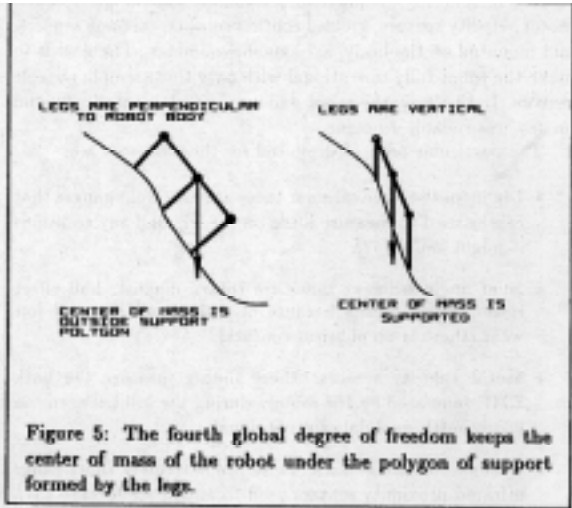 LEGS ARE PERPENDICULAR
TO ROBOT BODY
LEGS ARE VERTICAL
CENTER OF MASS IS
OUTSIDE SUPPORT
POLYGON
CENTER OF MASS IS
SUPPORTED
Figure 5: The fourth global degree of freedom keeps the
center of mass of the robot under the polygon of support
formed by the legs.